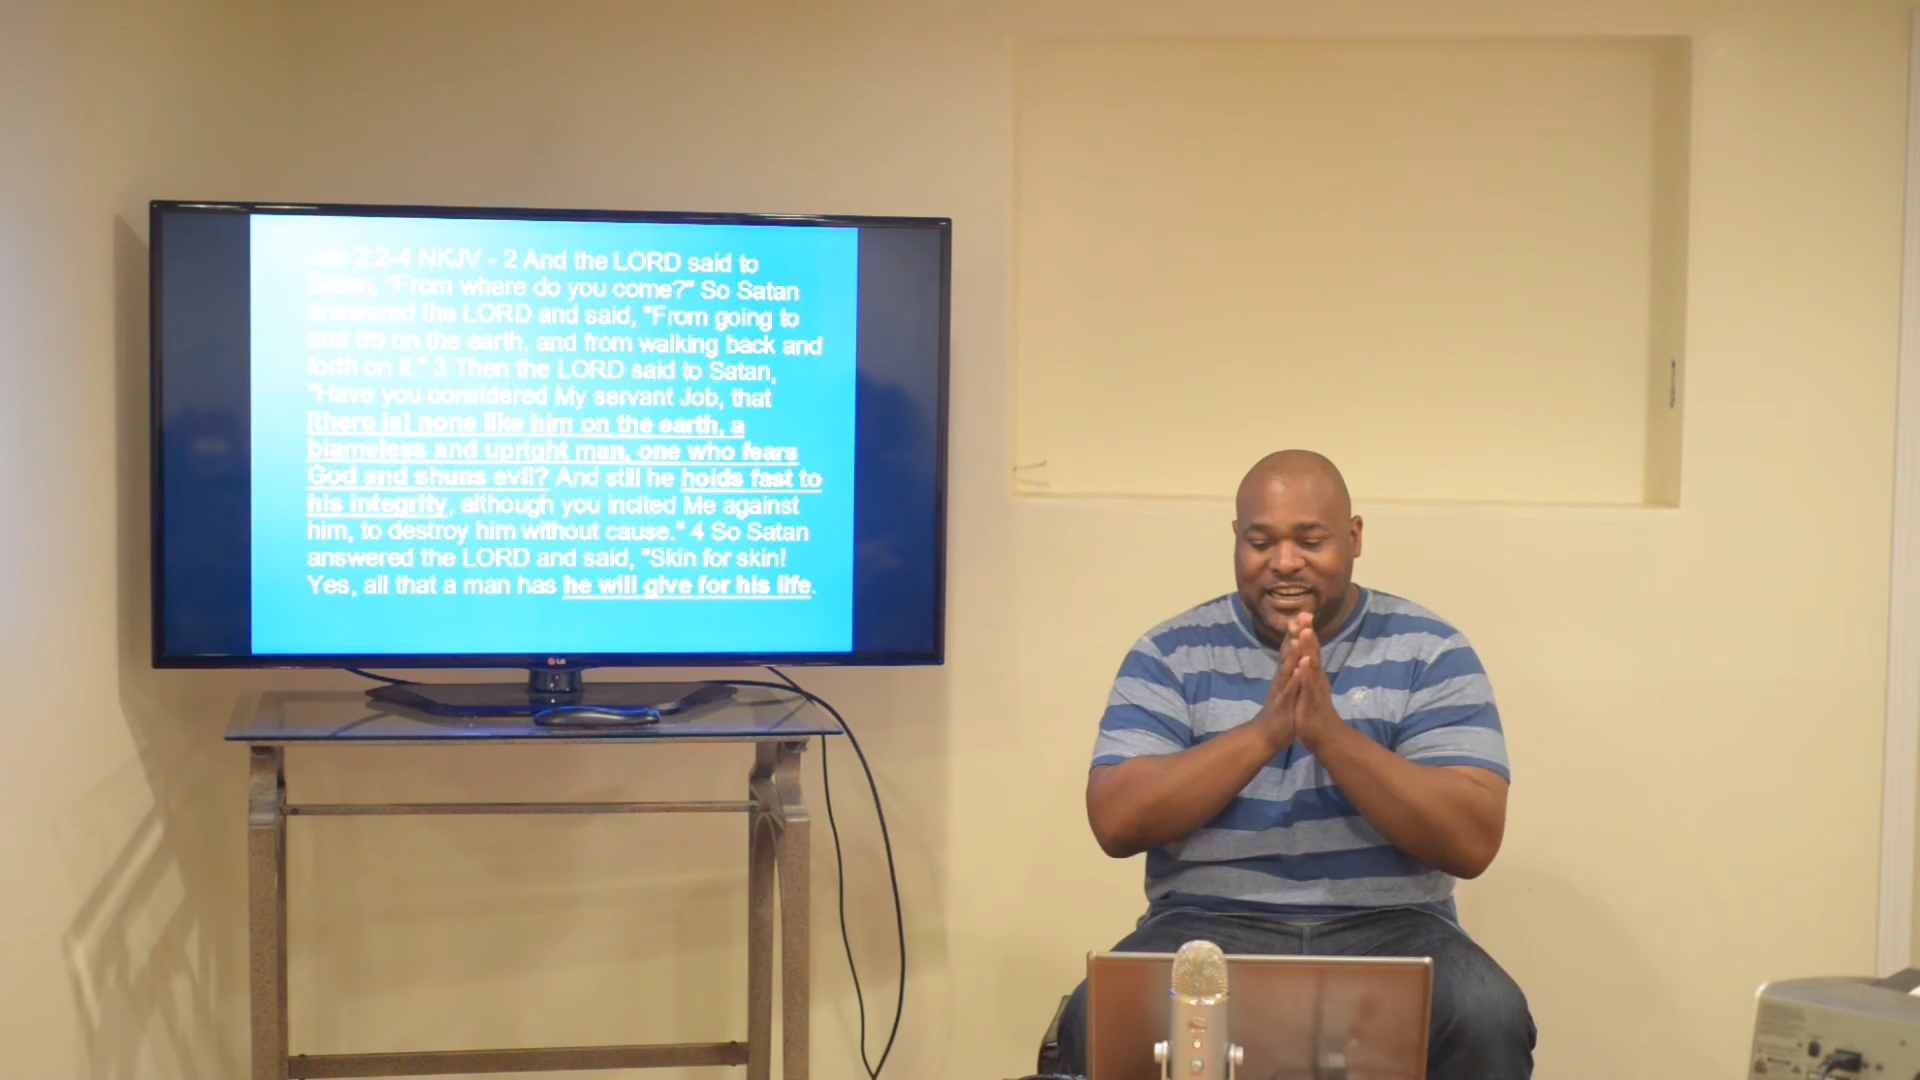 Job 2:2-4 NKJV - 2 And the LORD said to
Satan, "From where do you come?" So Satan
answered the LORD and said, "From going to
and fro on the earth, and from walking back and
forth on it." 3 Then the LORD said to Satan,
"Have you considered My servant Job, that
[there is] none like him on the earth, a
blameless and upright man, one who fears
God and shuns evil? And still he holds fast to
his integrity, although you incited Me against
him, to destroy him without cause." 4 So Satan
answered the LORD and said, "Skin for skin!
Yes, all that a man has he will give for his life.
LG